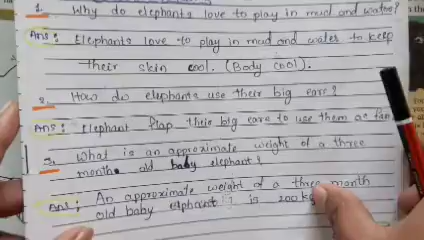 1. Why do elephants love to play in mud and water?
Ans: Elephants love to play in mud and water to keep
their skin cool. (Body cool).
2. How do elephants use their big ears?
Ans: Elephant flap their big ears to use them as fan
3. What is an approximate weight of a three
months old baby elephant?
Ans: An approximate weight of a three month
old baby elephant is 200 kg